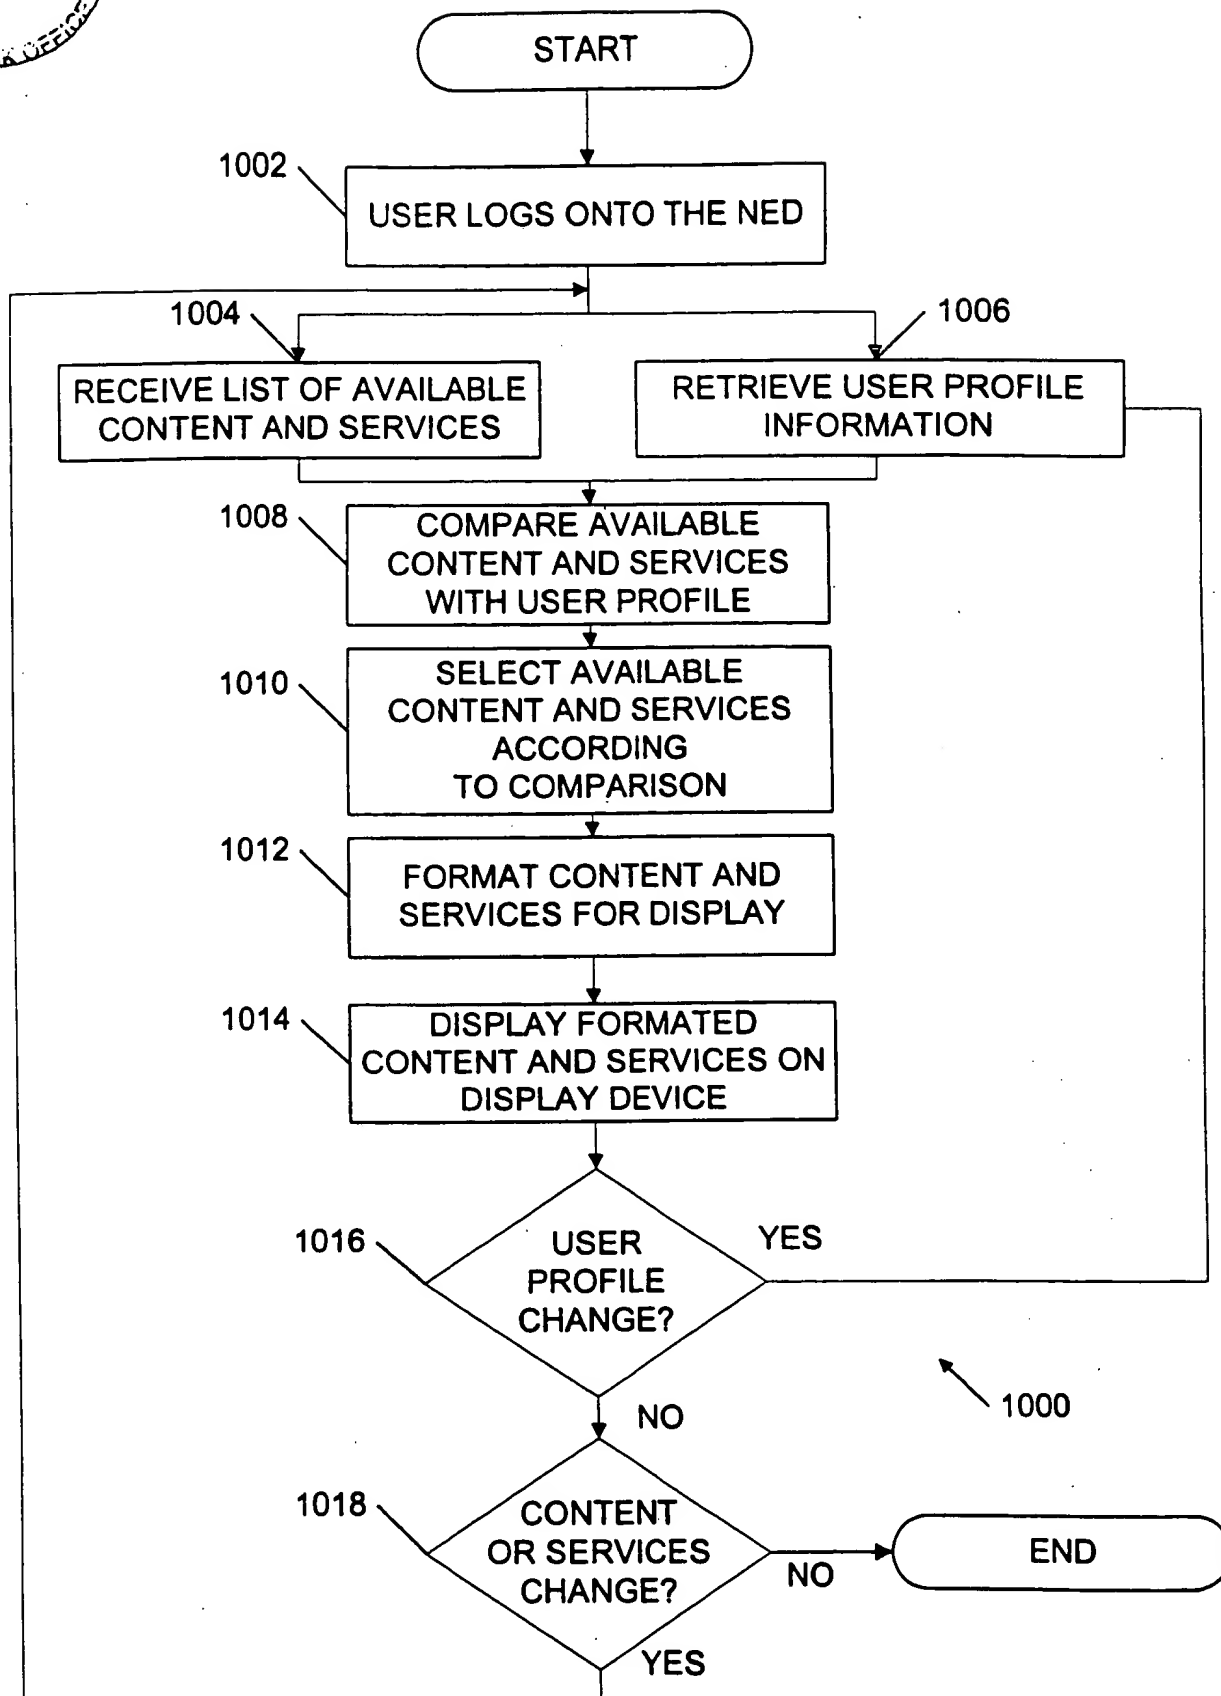 K OFFICE
START
1002
USER LOGS ONTO THE NED
1004
1006
RECEIVE LIST OF AVAILABLE
CONTENT AND SERVICES
RETRIEVE USER PROFILE
INFORMATION
1008
COMPARE AVAILABLE
CONTENT AND SERVICES
WITH USER PROFILE
1010
SELECT AVAILABLE
CONTENT AND SERVICES
ACCORDING
TO COMPARISON
1012
FORMAT CONTENT AND
SERVICES FOR DISPLAY
1014
DISPLAY FORMATED
CONTENT AND SERVICES ON
DISPLAY DEVICE
1016
USER
PROFILE
CHANGE?
YES
1000
NO
1018
CONTENT
OR SERVICES
CHANGE?
NO
END
YES